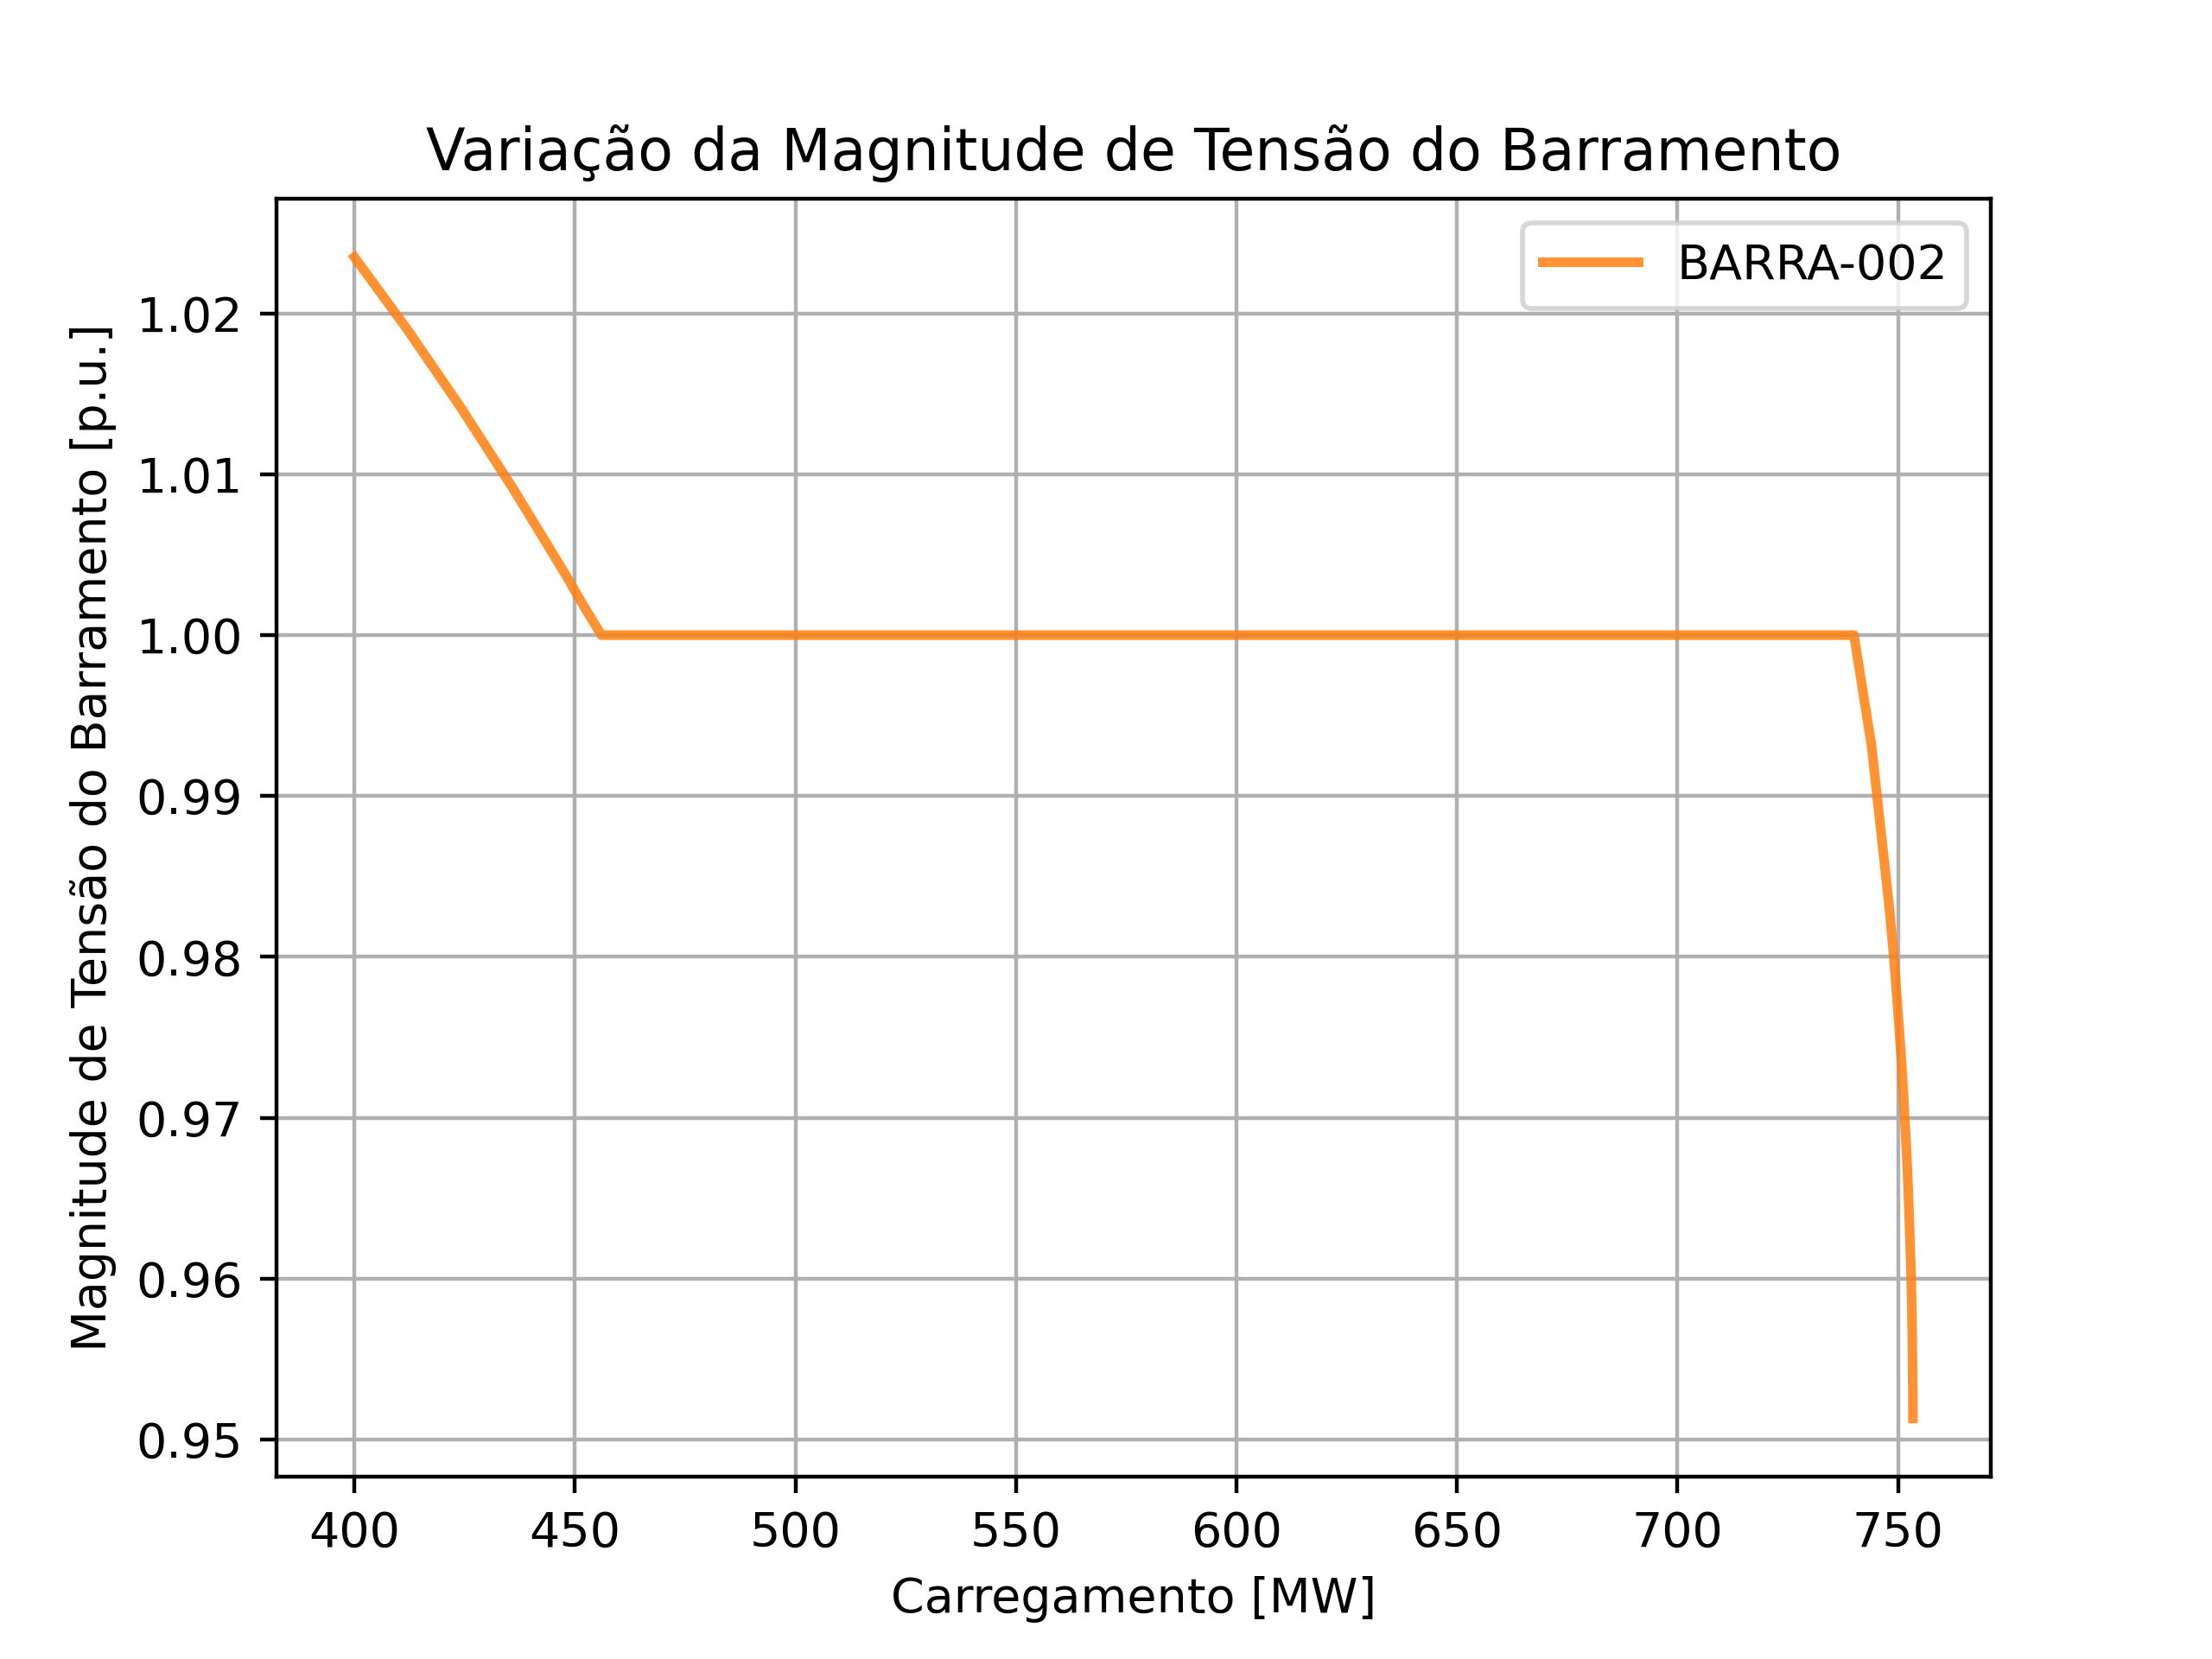 Variação da Magnitude de Tensão do Barramento
BARRA-002
Magnitude de Tensão do Barramento [p.u.]
1.02
1.01
1.00
0.99
0.98
0.97
0.96
0.95
400 450 500 550 600 650 700 750
Carregamento [MW]